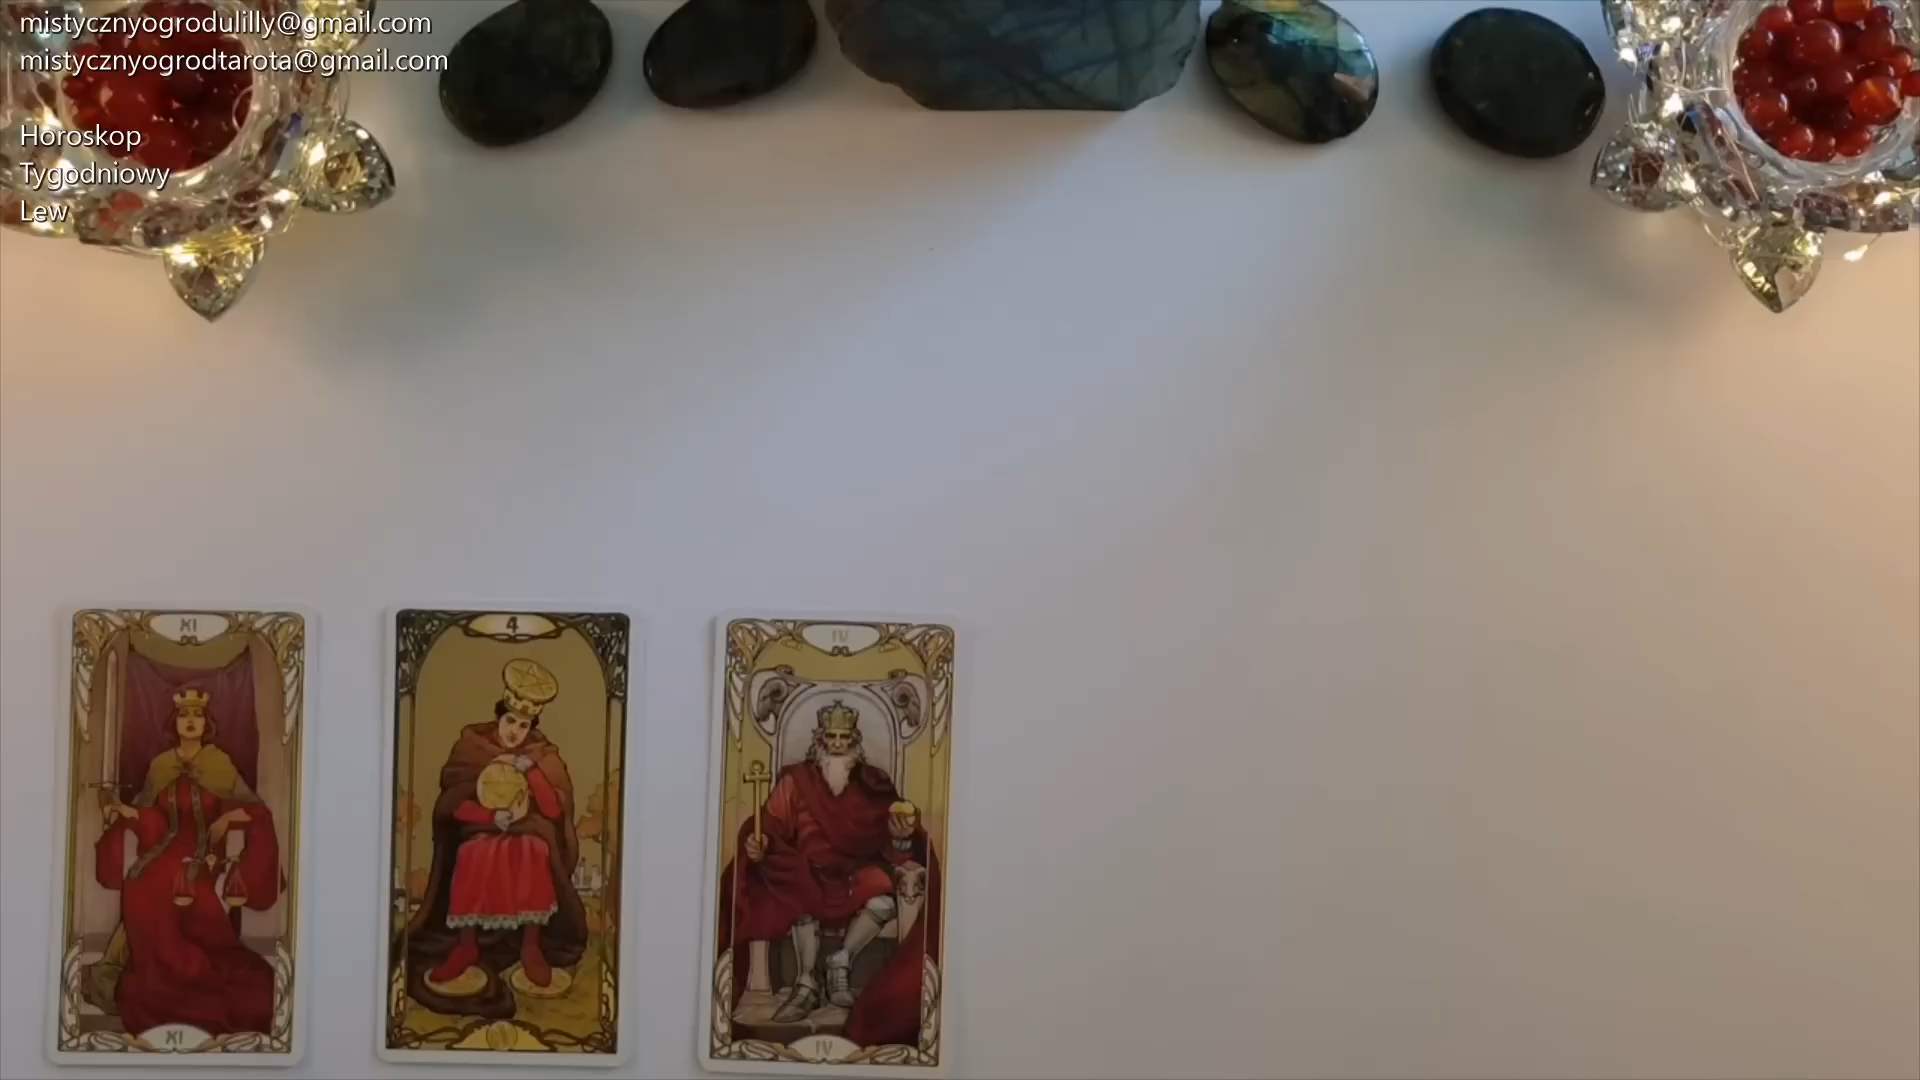 mistycznyogrodulilly@gmail.com
mistycznyogrodtarota@gmail.com
Horoskop
Tygodniowy
Lew
XI
4
IV
XI
IV